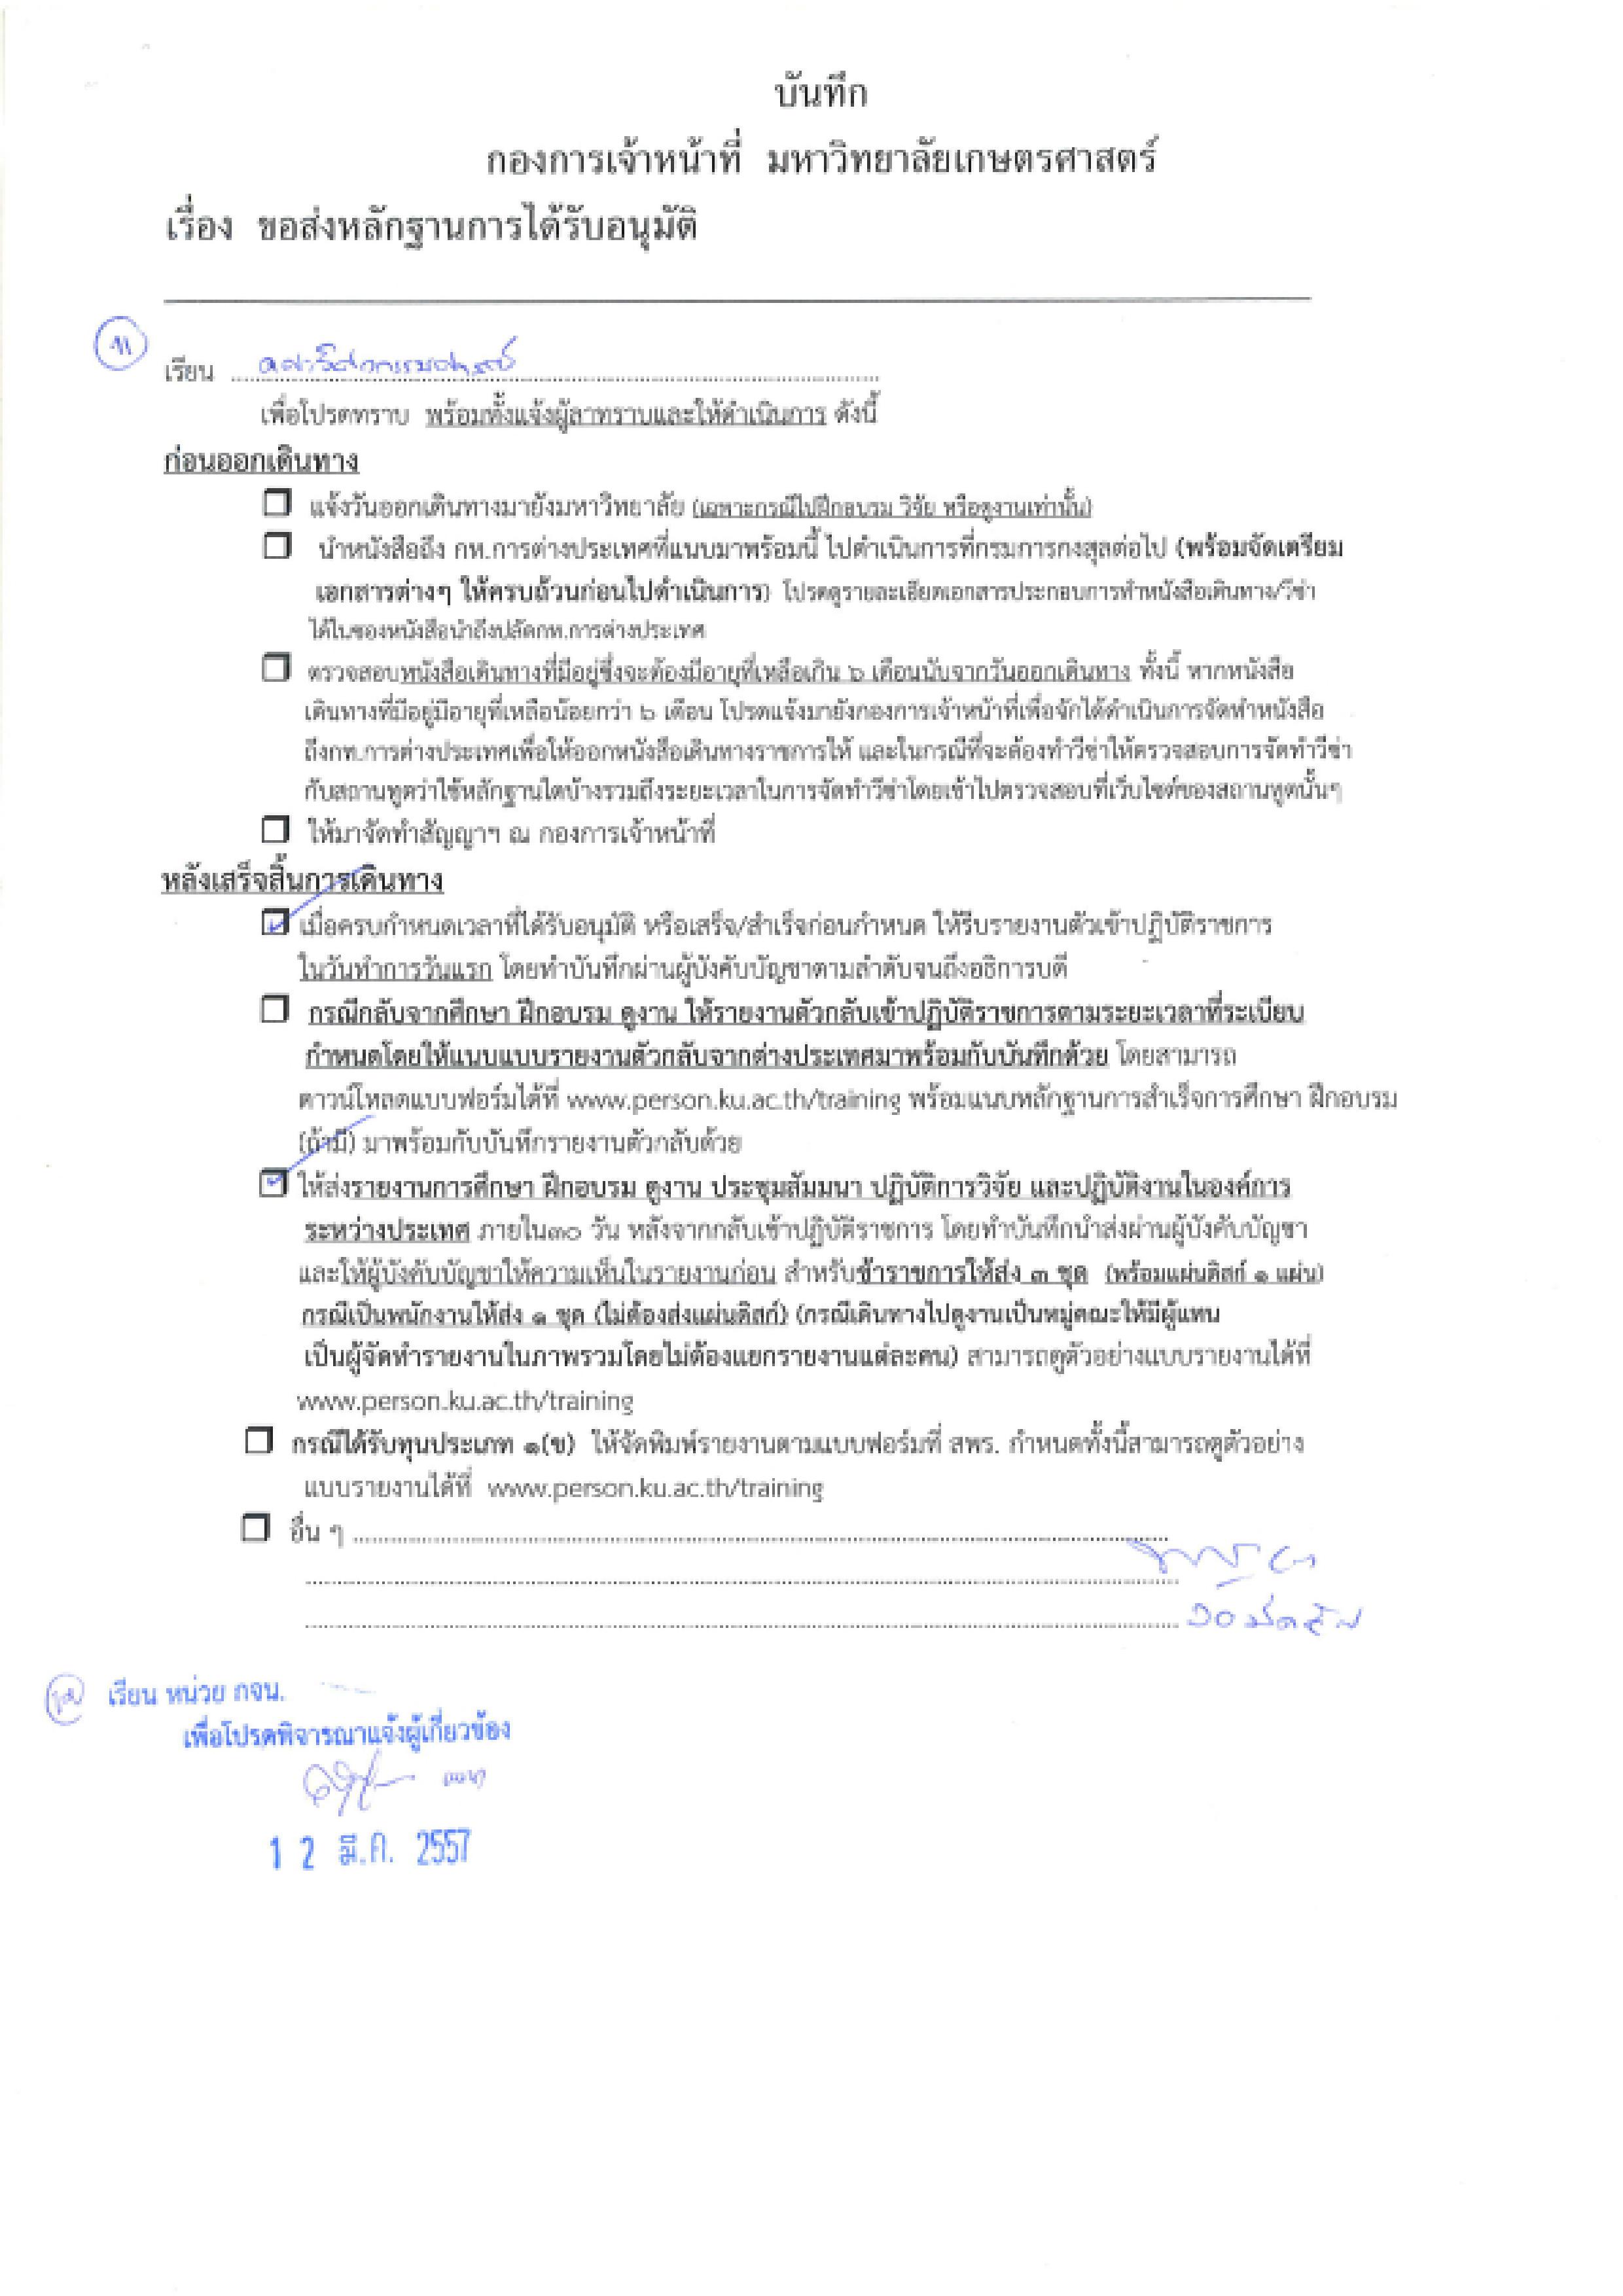 บันทึก
กองการเจ้าหน้าที่ มหาวิทยาลัยเกษตรศาสตร์
เรื่อง ขอส่งหลักฐานการได้รับอนุมัติ
เรียน คณบดีวิศวกรรมศาสตร์
เพื่อโปรดทราบ พร้อมทั้งแจ้งผู้ลาทราบและให้ดำเนินการ ดังนี้
ก่อนออกเดินทาง
แจ้งวันออกเดินทางมายังมหาวิทยาลัย (เฉพาะกรณีไปฝึกอบรม วิจัย หรือดูงานเท่านั้น)
นำหนังสือถึง กท.การต่างประเทศที่แนบมาพร้อมนี้ ไปดำเนินการที่กรมการกงสุลต่อไป (พร้อมจัดเตรียม
เอกสารต่างๆ ให้ครบถ้วนก่อนไปดำเนินการ) โปรดดูรายละเอียดเอกสารประกอบการทำหนังสือเดินทาง/วีซ่า
ได้ในซองหนังสือนำถึงปลัดกท.การต่างประเทศ
ตรวจสอบหนังสือเดินทางที่มีอยู่ซึ่งจะต้องมีอายุที่เหลือเกิน ๖ เดือนนับจากวันออกเดินทาง ทั้งนี้ หากหนังสือ
เดินทางที่มีอยู่มีอายุที่เหลือน้อยกว่า ๖ เดือน โปรดแจ้งมายังกองการเจ้าหน้าที่เพื่อจักได้ดำเนินการจัดทำหนังสือ
ถึงกท.การต่างประเทศเพื่อให้ออกหนังสือเดินทางราชการให้ และในกรณีที่จะต้องทำวีซ่าให้ตรวจสอบการจัดทำวีซ่า
กับสถานทูตว่าใช้หลักฐานใดบ้างรวมถึงระยะเวลาในการจัดทำวีซ่าโดยเข้าไปตรวจสอบที่เว็บไซต์ของสถานทูตนั้นๆ
ให้มาจัดทำสัญญาฯ ณ กองการเจ้าหน้าที่
หลังเสร็จสิ้นการเดินทาง
เมื่อครบกำหนดเวลาที่ได้รับอนุมัติ หรือเสร็จ/สำเร็จก่อนกำหนด ให้รีบรายงานตัวเข้าปฏิบัติราชการ
ในวันทำการวันแรก โดยทำบันทึกผ่านผู้บังคับบัญชาตามลำดับจนถึงอธิการบดี
กรณีกลับจากศึกษา ฝึกอบรม ดูงาน ให้รายงานตัวกลับเข้าปฏิบัติราชการตามระยะเวลาที่ระเบียบ
กำหนดโดยให้แนบแบบรายงานตัวกลับจากต่างประเทศมาพร้อมกับบันทึกด้วย โดยสามารถ
ดาวน์โหลดแบบฟอร์มได้ที่ www.person.ku.ac.th/training พร้อมแนบหลักฐานการสำเร็จการศึกษา ฝึกอบรม
(ถ้ามี) มาพร้อมกับบันทึกรายงานตัวกลับด้วย
ให้ส่งรายงานการศึกษา ฝึกอบรม ดูงาน ประชุมสัมมนา ปฏิบัติการวิจัย และปฏิบัติงานในองค์การ
ระหว่างประเทศ ภายใน๓๐ วัน หลังจากกลับเข้าปฏิบัติราชการ โดยทำบันทึกนำส่งผ่านผู้บังคับบัญชา
และให้ผู้บังคับบัญชาให้ความเห็นในรายงานก่อน สำหรับข้าราชการให้ส่ง ๓ ชุด (พร้อมแผ่นดิสก์ ๑ แผ่น)
กรณีเป็นพนักงานให้ส่ง ๑ ชุด (ไม่ต้องส่งแผ่นดิสก์) (กรณีเดินทางไปดูงานเป็นหมู่คณะให้มีผู้แทน
เป็นผู้จัดทำรายงานในภาพรวมโดยไม่ต้องแยกรายงานแต่ละคน) สามารถดูตัวอย่างแบบรายงานได้ที่
www.person.ku.ac.th/training
กรณีได้รับทุนประเภท ๑(ข) ให้จัดพิมพ์รายงานตามแบบฟอร์มที่ สพร. กำหนดทั้งนี้สามารถดูตัวอย่าง
แบบรายงานได้ที่ www.person.ku.ac.th/training
อื่น ๆ
เรียน หน่วย กจน.
เพื่อโปรดพิจารณาแจ้งผู้เกี่ยวข้อง
1 2 มี.ค. 2557